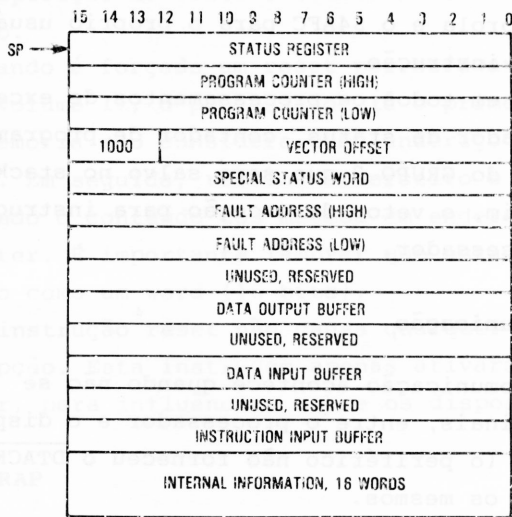 15 14 13 12 11 10 9 8 7 6 5 4 3 2 1 0
SP
STATUS REGISTER
PROGRAM COUNTER (HIGH)
PROGRAM COUNTER (LOW)
1000 VECTOR OFFSET
SPECIAL STATUS WORD
FAULT ADDRESS (HIGH)
FAULT ADDRESS (LOW)
UNUSED, RESERVED
DATA OUTPUT BUFFER
UNUSED, RESERVED
DATA INPUT BUFFER
UNUSED, RESERVED
INSTRUCTION INPUT BUFFER
INTERNAL INFORMATION, 16 WORDS